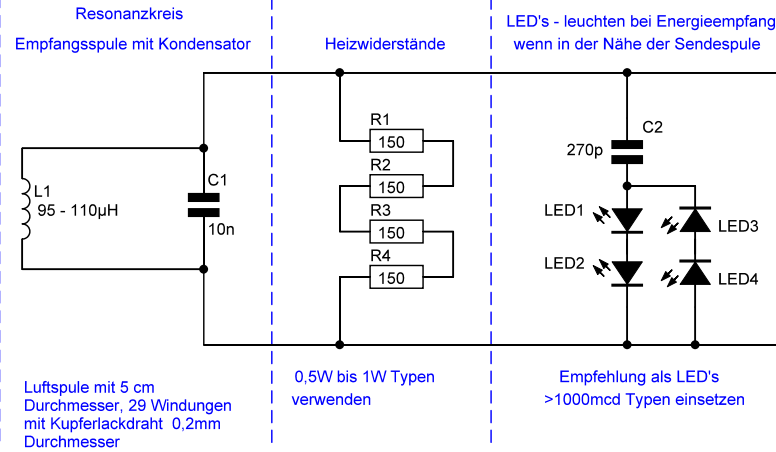 Resonanzkreis
Empfangsspule mit Kondensator
Heizwiderstände
LED's - leuchten bei Energieempfang
wenn in der Nähe der Sendespule
L1
95 - 110µH
C1
10n
R1
150
R2
150
R3
150
R4
150
C2
270p
LED1
LED2
LED3
LED4
Luftspule mit 5 cm
Durchmesser, 29 Windungen
mit Kupferlackdraht 0,2mm
Durchmesser
0,5W bis 1W Typen
verwenden
Empfehlung als LED's
>1000mcd Typen einsetzen